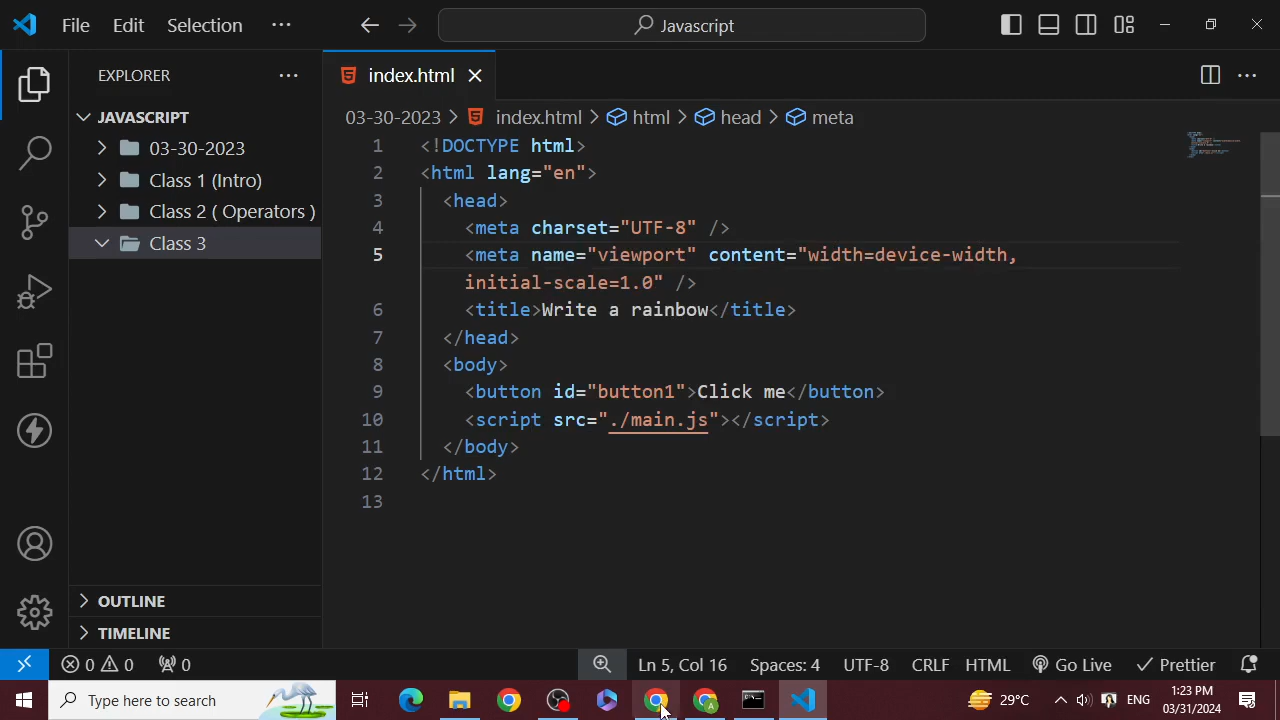 File Edit Selection ···
Javascript
EXPLORER ···
JAVASCRIPT
03-30-2023
Class 1 (Intro)
Class 2 ( Operators )
Class 3
OUTLINE
TIMELINE
index.html
03-30-2023 > index.html > html > head > meta
1 <!DOCTYPE html>
2 <html lang="en">
3 <head>
4 <meta charset="UTF-8" />
5 <meta name="viewport" content="width=device-width,
initial-scale=1.0" />
6 <title>Write a rainbow</title>
7 </head>
8 <body>
9 <button id="button1">Click me</button>
10 <script src="./main.js"></script>
11 </body>
12 </html>
13
0 0 0 Ln 5, Col 16 Spaces: 4 UTF-8 CRLF HTML Go Live Prettier
Type here to search
29°C ENG
1:23 PM
03/31/2024